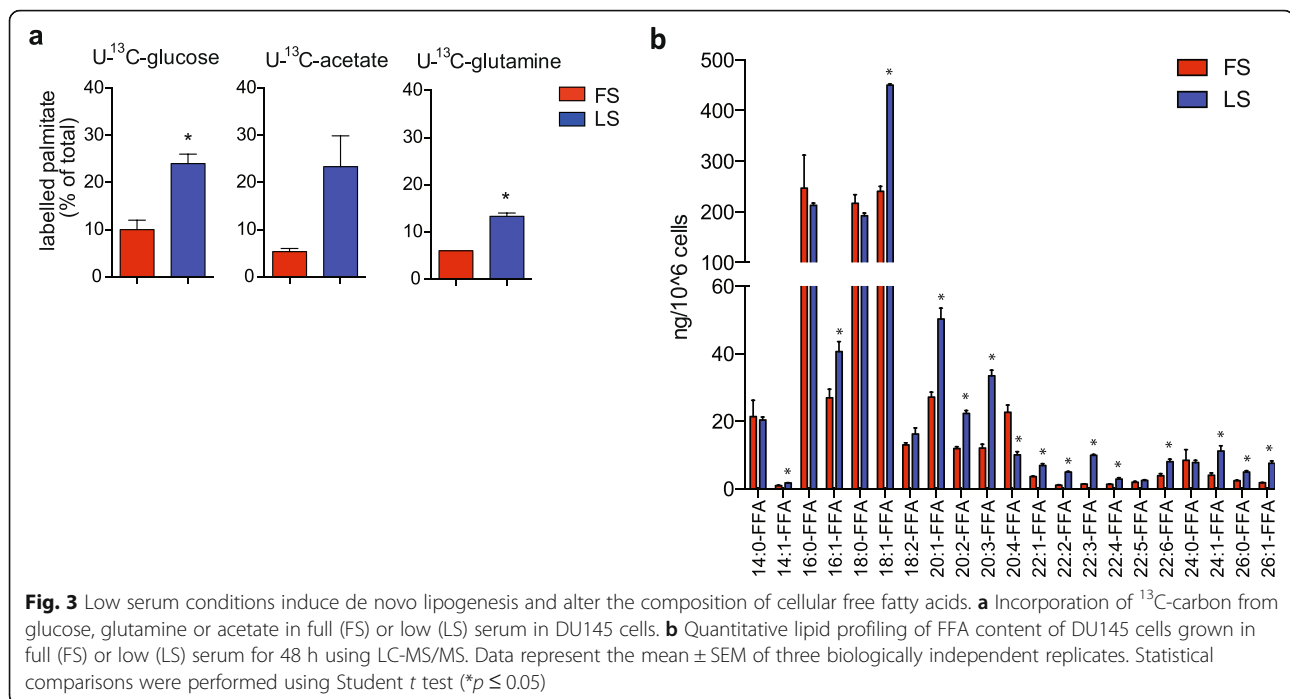 a
U-¹³C-glucose
U-¹³C-acetate
U-¹³C-glutamine
FS
LS
labelled palmitate
(% of total)
40
30
20
10
0
*
40
30
20
10
0
40
30
20
10
0
*
b
FS
LS
ng/10^6 cells
500
400
300
200
100
60
40
20
0
* * * * * * * * * * * * * * *
14:0-FFA
14:1-FFA
16:0-FFA
16:1-FFA
18:0-FFA
18:1-FFA
18:2-FFA
20:1-FFA
20:2-FFA
20:3-FFA
20:4-FFA
22:1-FFA
22:2-FFA
22:3-FFA
22:4-FFA
22:5-FFA
22:6-FFA
24:0-FFA
24:1-FFA
26:0-FFA
26:1-FFA
Fig. 3 Low serum conditions induce de novo lipogenesis and alter the composition of cellular free fatty acids. a Incorporation of ¹³C-carbon from
glucose, glutamine or acetate in full (FS) or low (LS) serum in DU145 cells. b Quantitative lipid profiling of FFA content of DU145 cells grown in
full (FS) or low (LS) serum for 48 h using LC-MS/MS. Data represent the mean ± SEM of three biologically independent replicates. Statistical
comparisons were performed using Student t test (*p ≤ 0.05)